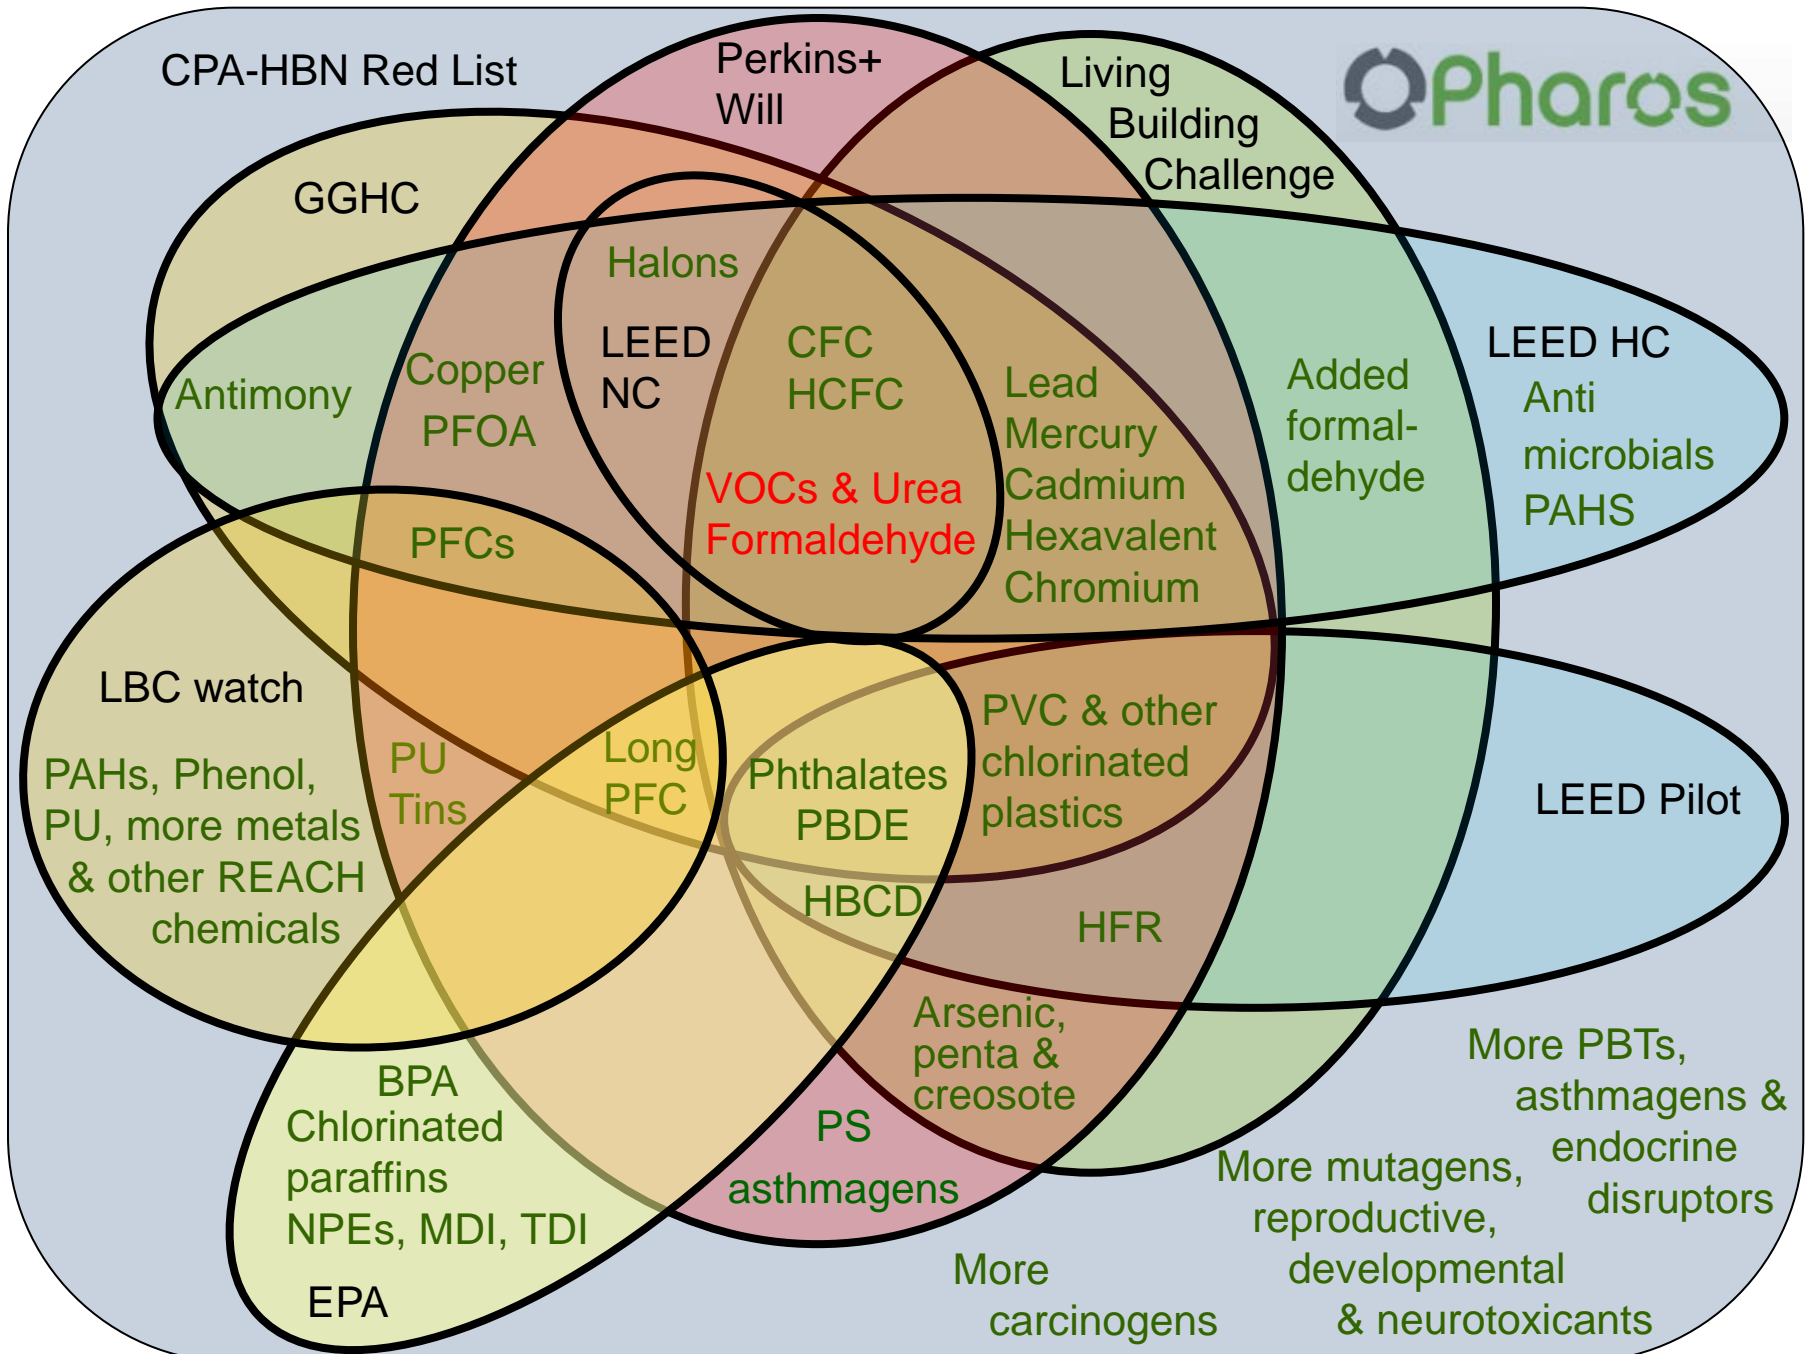 CPA-HBN Red List
Perkins+
Will
Living
Building
Challenge
Pharos
GGHC
Halons
LEED
NC
CFC
HCFC
VOCs & Urea
Formaldehyde
Antimony
Copper
PFOA
PFCs
Lead
Mercury
Cadmium
Hexavalent
Chromium
Added
formal-
dehyde
LEED HC
Anti
microbials
PAHS
LBC watch
PAHs, Phenol,
PU, more metals
& other REACH
chemicals
PU
Tins
Long
PFC
Phthalates
PBDE
HBCD
PVC & other
chlorinated
plastics
LEED Pilot
HFR
Arsenic,
penta &
creosote
BPA
Chlorinated
paraffins
NPEs, MDI, TDI
EPA
PS
asthmagens
More
carcinogens
More mutagens,
reproductive,
developmental
& neurotoxicants
More PBTs,
asthmagens &
endocrine
disruptors